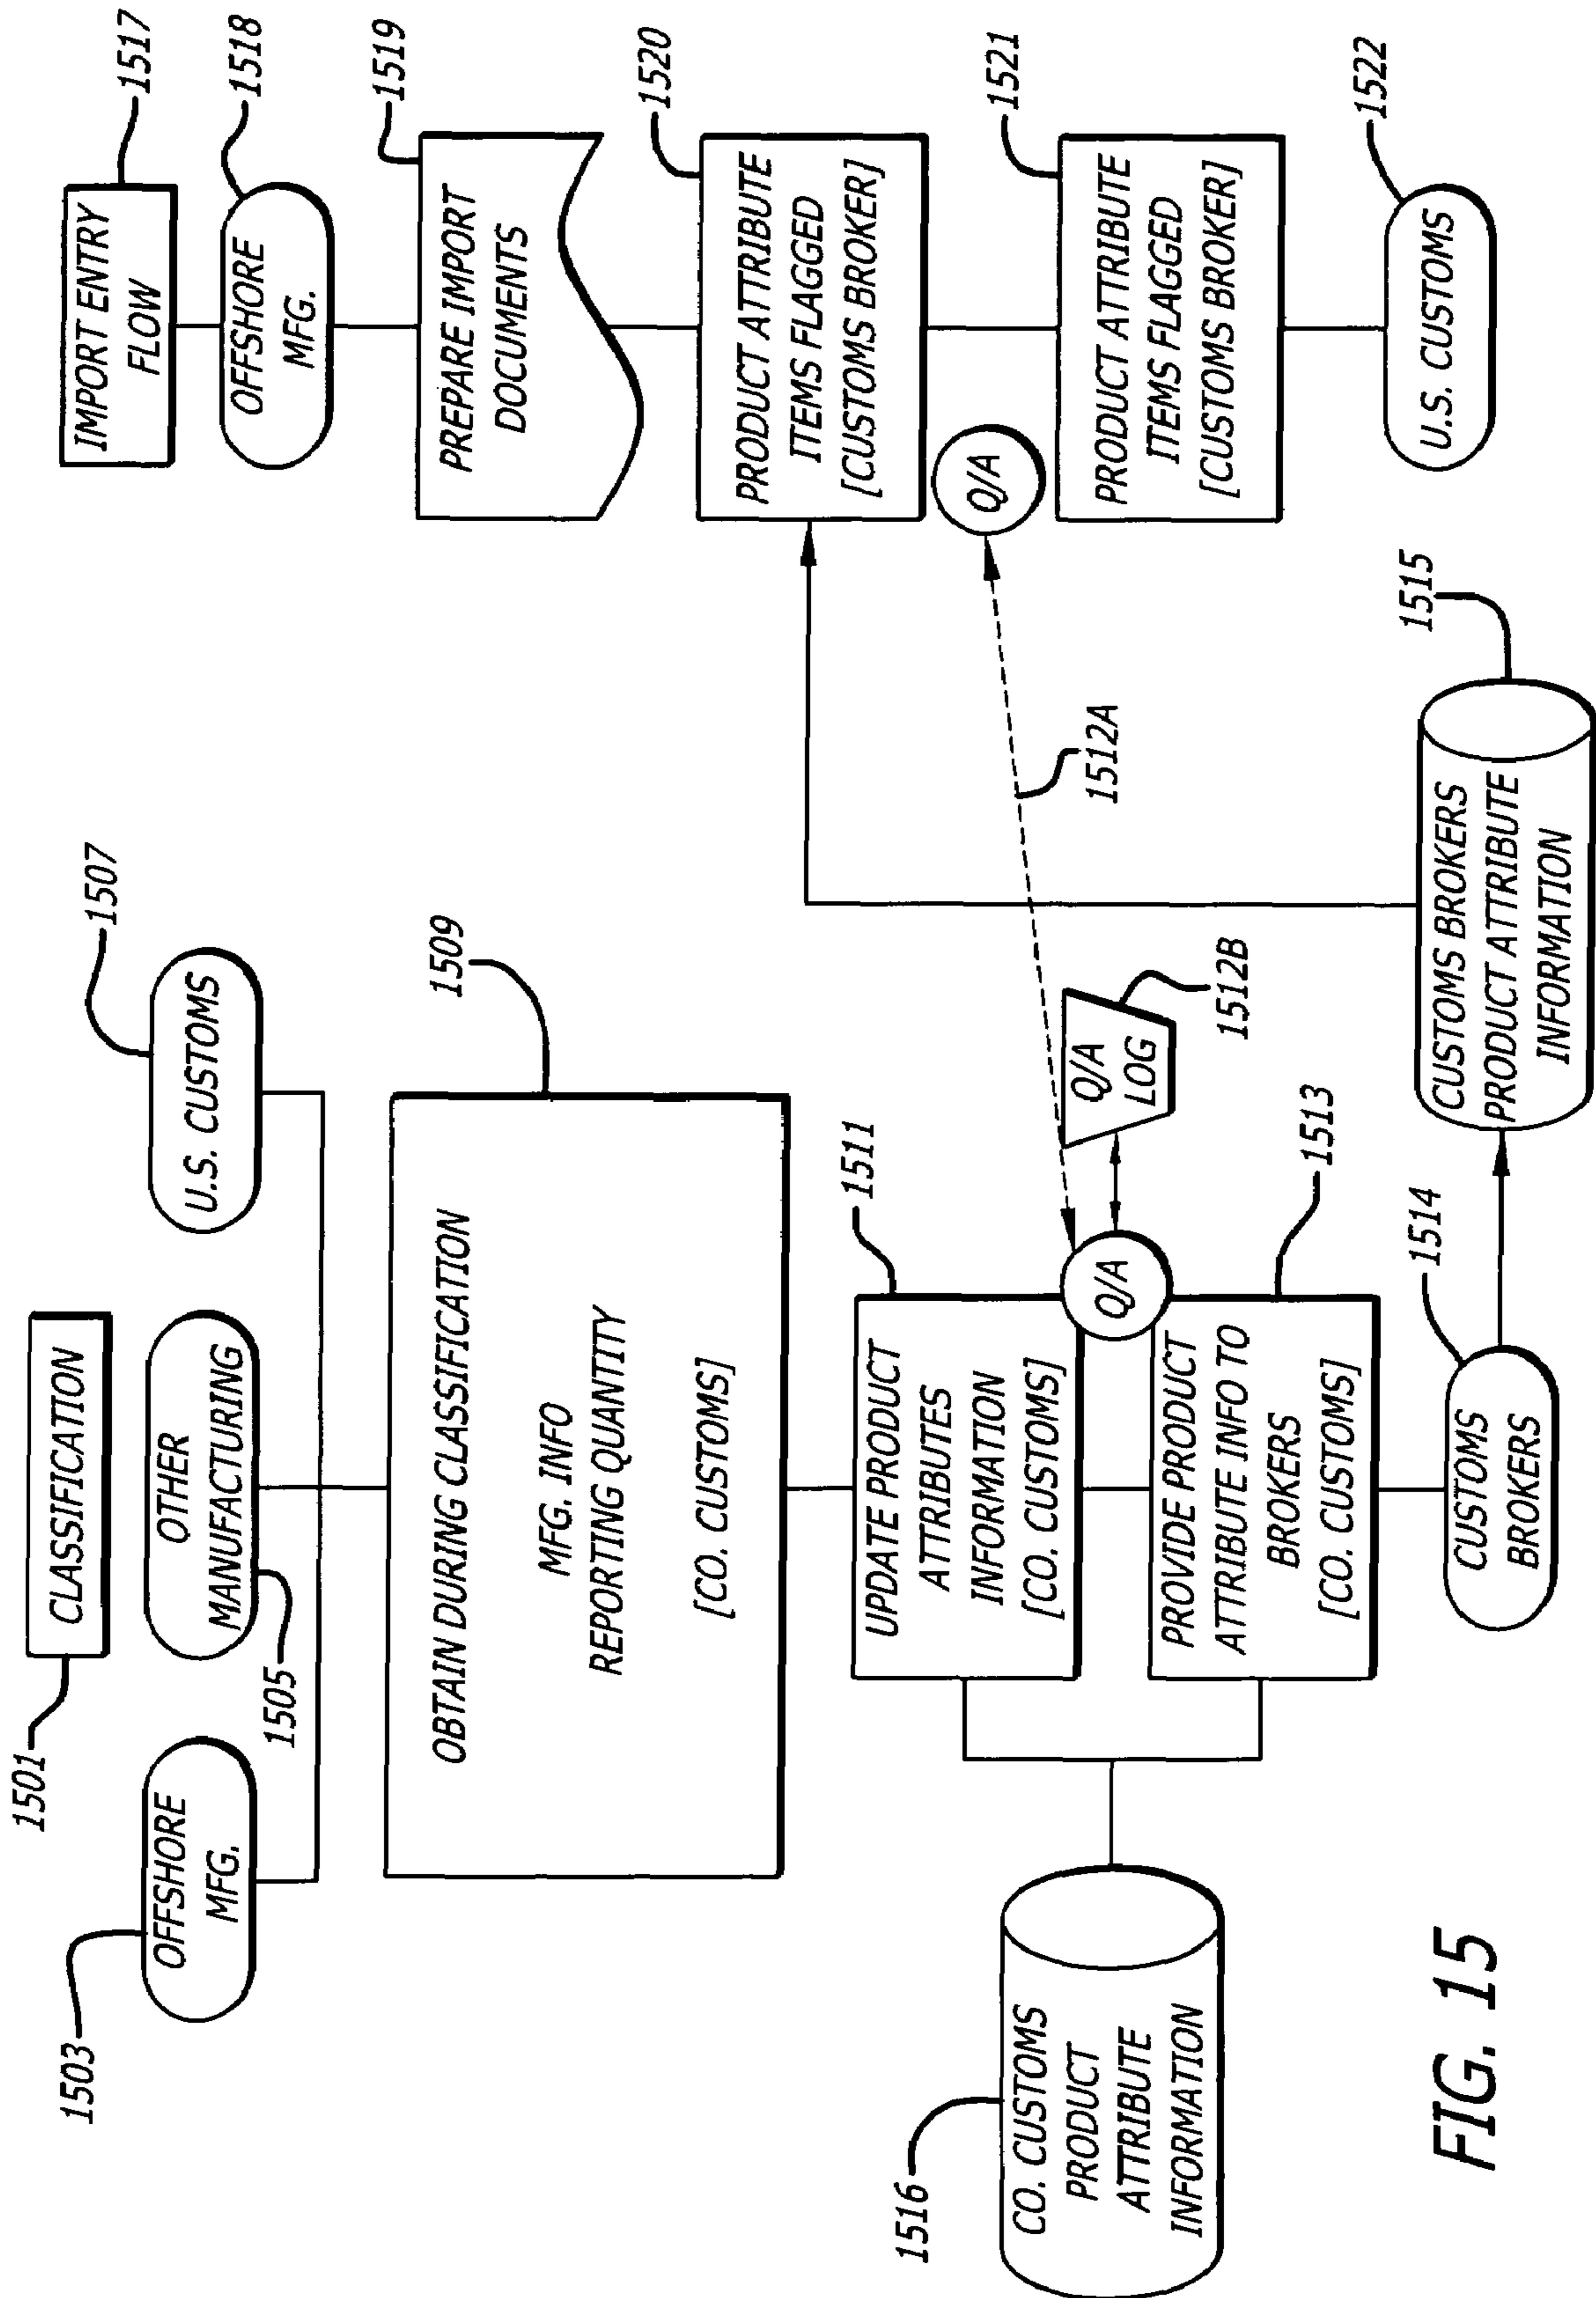 1501
CLASSIFICATION
1503
OFFSHORE
MFG.
1505
OTHER
MANUFACTURING
1507
U.S. CUSTOMS
1509
OBTAIN DURING CLASSIFICATION
MFG. INFO
REPORTING QUANTITY
[CO. CUSTOMS]
1511
UPDATE PRODUCT
ATTRIBUTES
INFORMATION
[CO. CUSTOMS]
Q/A
Q/A
LOG
1512B
1512A
1513
PROVIDE PRODUCT
ATTRIBUTE INFO TO
BROKERS
[CO. CUSTOMS]
1516
CO. CUSTOMS
PRODUCT
ATTRIBUTE
INFORMATION
1514
CUSTOMS
BROKERS
1515
CUSTOMS BROKERS
PRODUCT ATTRIBUTE
INFORMATION
IMPORT ENTRY
FLOW
1517
OFFSHORE
MFG.
1518
PREPARE IMPORT
DOCUMENTS
1519
PRODUCT ATTRIBUTE
ITEMS FLAGGED
[CUSTOMS BROKER]
1520
Q/A
PRODUCT ATTRIBUTE
ITEMS FLAGGED
[CUSTOMS BROKER]
1521
U.S. CUSTOMS
1522
FIG. 15